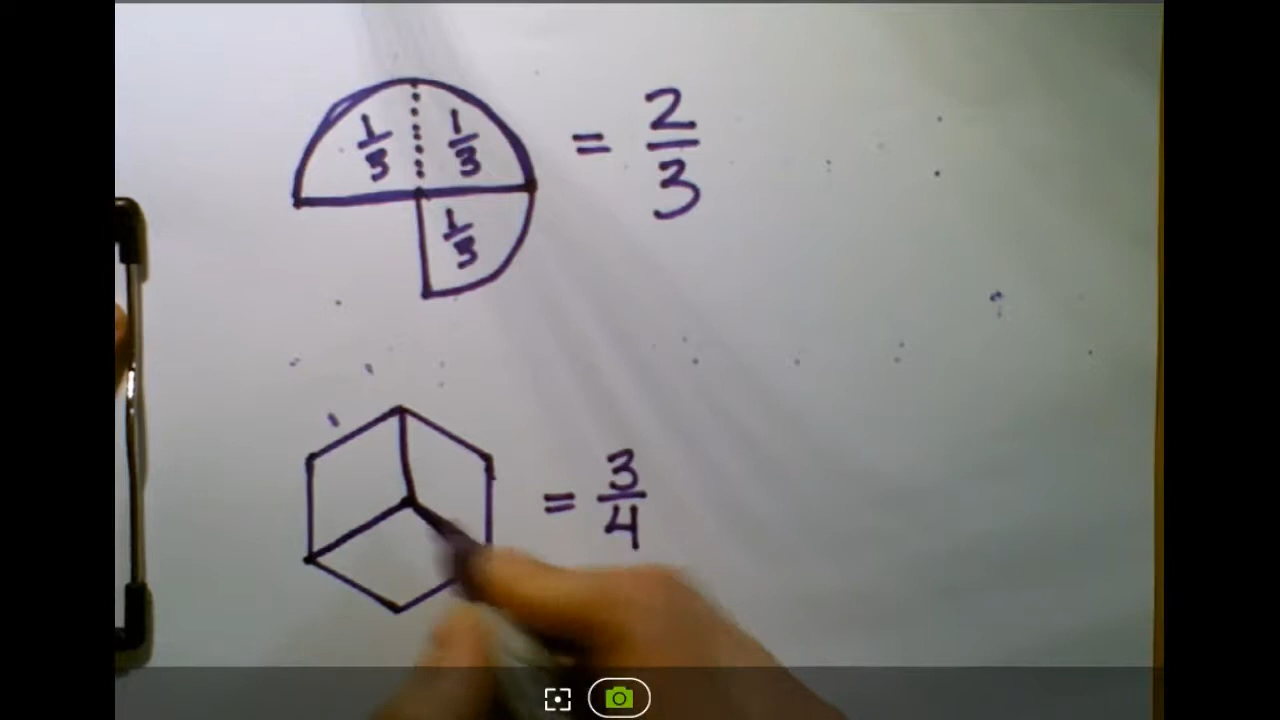 1/3 1/3 = 2/3
1/3
= 3/4